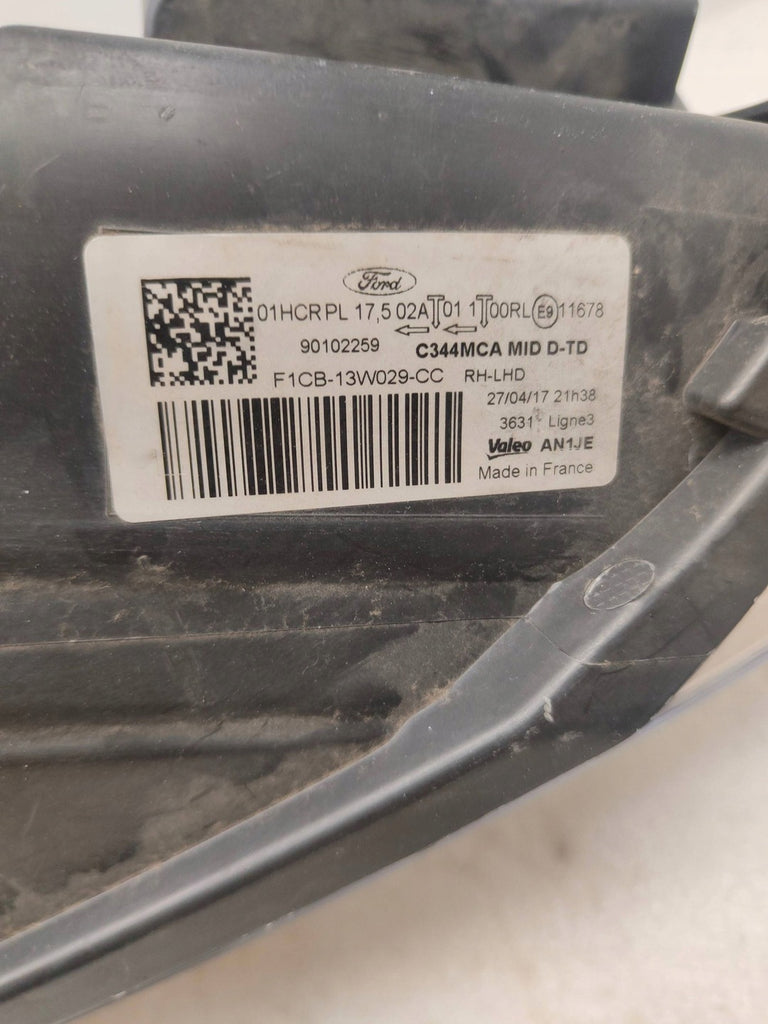 Ford
01HCR PL 17,5 02A 01 1 00RL E9 11678
90102259 C344MCA MID D-TD
F1CB-13W029-CC RH-LHD
27/04/17 21h38
3631 Ligne3
Valeo AN1JE
Made in France